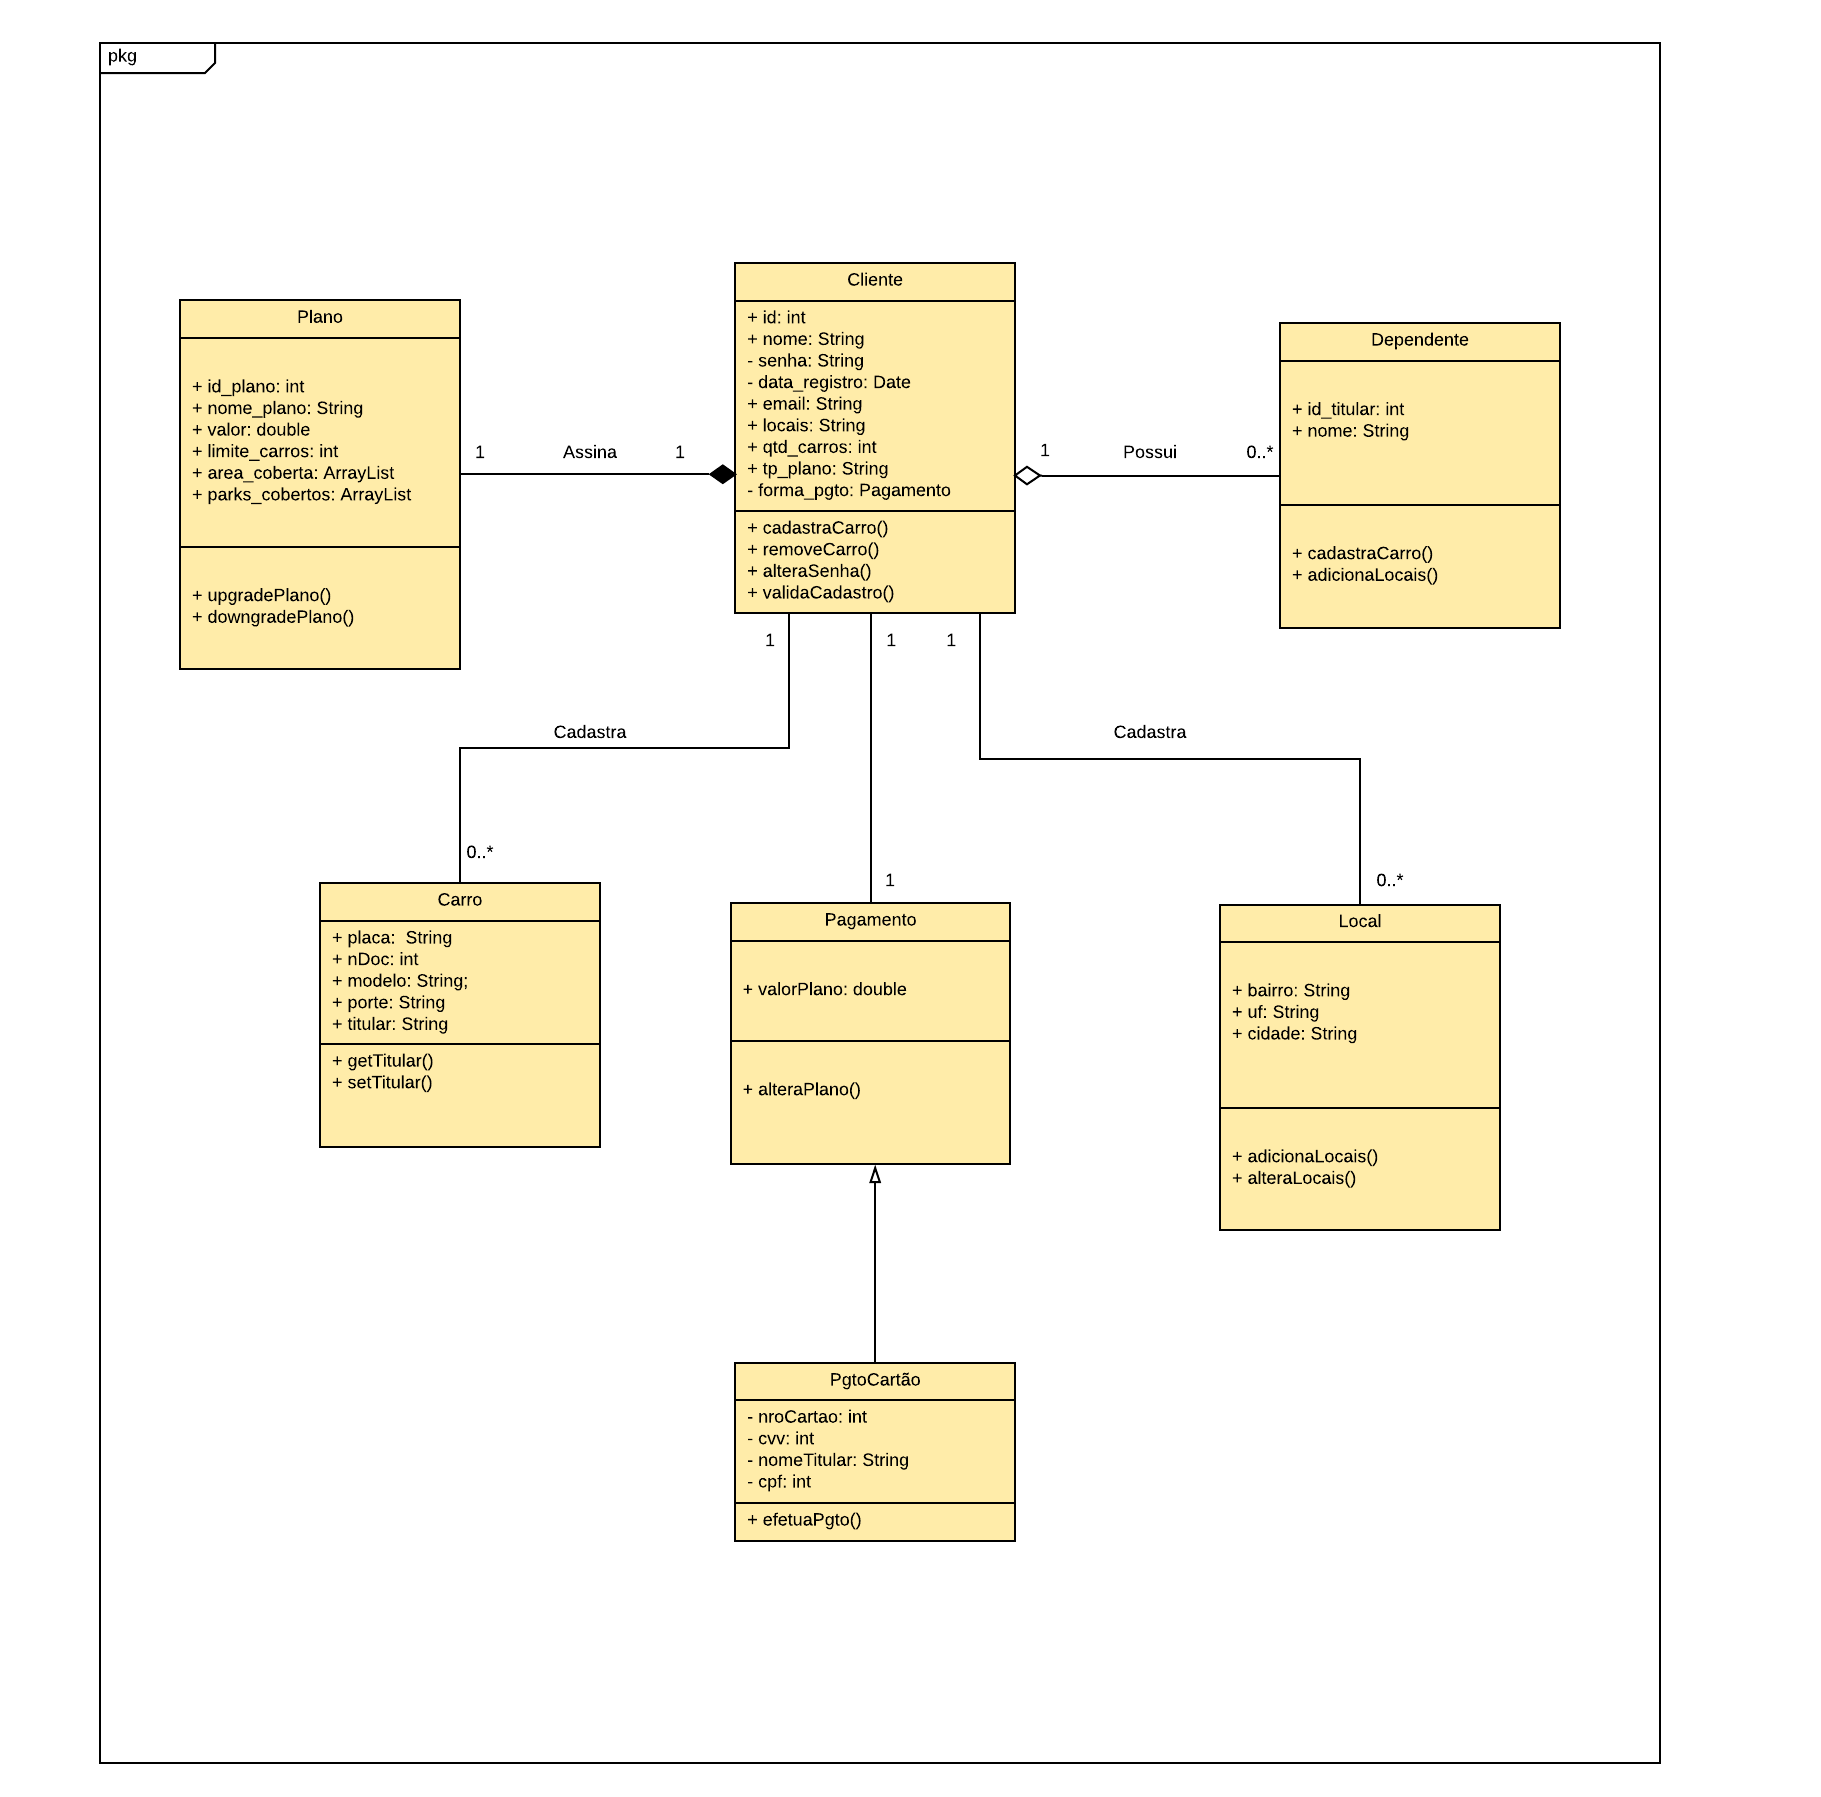 pkg
Cliente
+ id: int
+ nome: String
- senha: String
- data_registro: Date
+ email: String
+ locais: String
+ qtd_carros: int
+ tp_plano: String
- forma_pgto: Pagamento
+ cadastraCarro()
+ removeCarro()
+ alteraSenha()
+ validaCadastro()
Plano
+ id_plano: int
+ nome_plano: String
+ valor: double
+ limite_carros: int
+ area_coberta: ArrayList
+ parks_cobertos: ArrayList
+ upgradePlano()
+ downgradePlano()
1 Assina 1
1 Possui 0..*
Dependente
+ id_titular: int
+ nome: String
+ cadastraCarro()
+ adicionaLocais()
1 1 1
Cadastra
Cadastra
0..*
1
0..*
Carro
+ placa:  String
+ nDoc: int
+ modelo: String;
+ porte: String
+ titular: String
+ getTitular()
+ setTitular()
Pagamento
+ valorPlano: double
+ alteraPlano()
Local
+ bairro: String
+ uf: String
+ cidade: String
+ adicionaLocais()
+ alteraLocais()
PgtoCartão
- nroCartao: int
- cvv: int
- nomeTitular: String
- cpf: int
+ efetuaPgto()